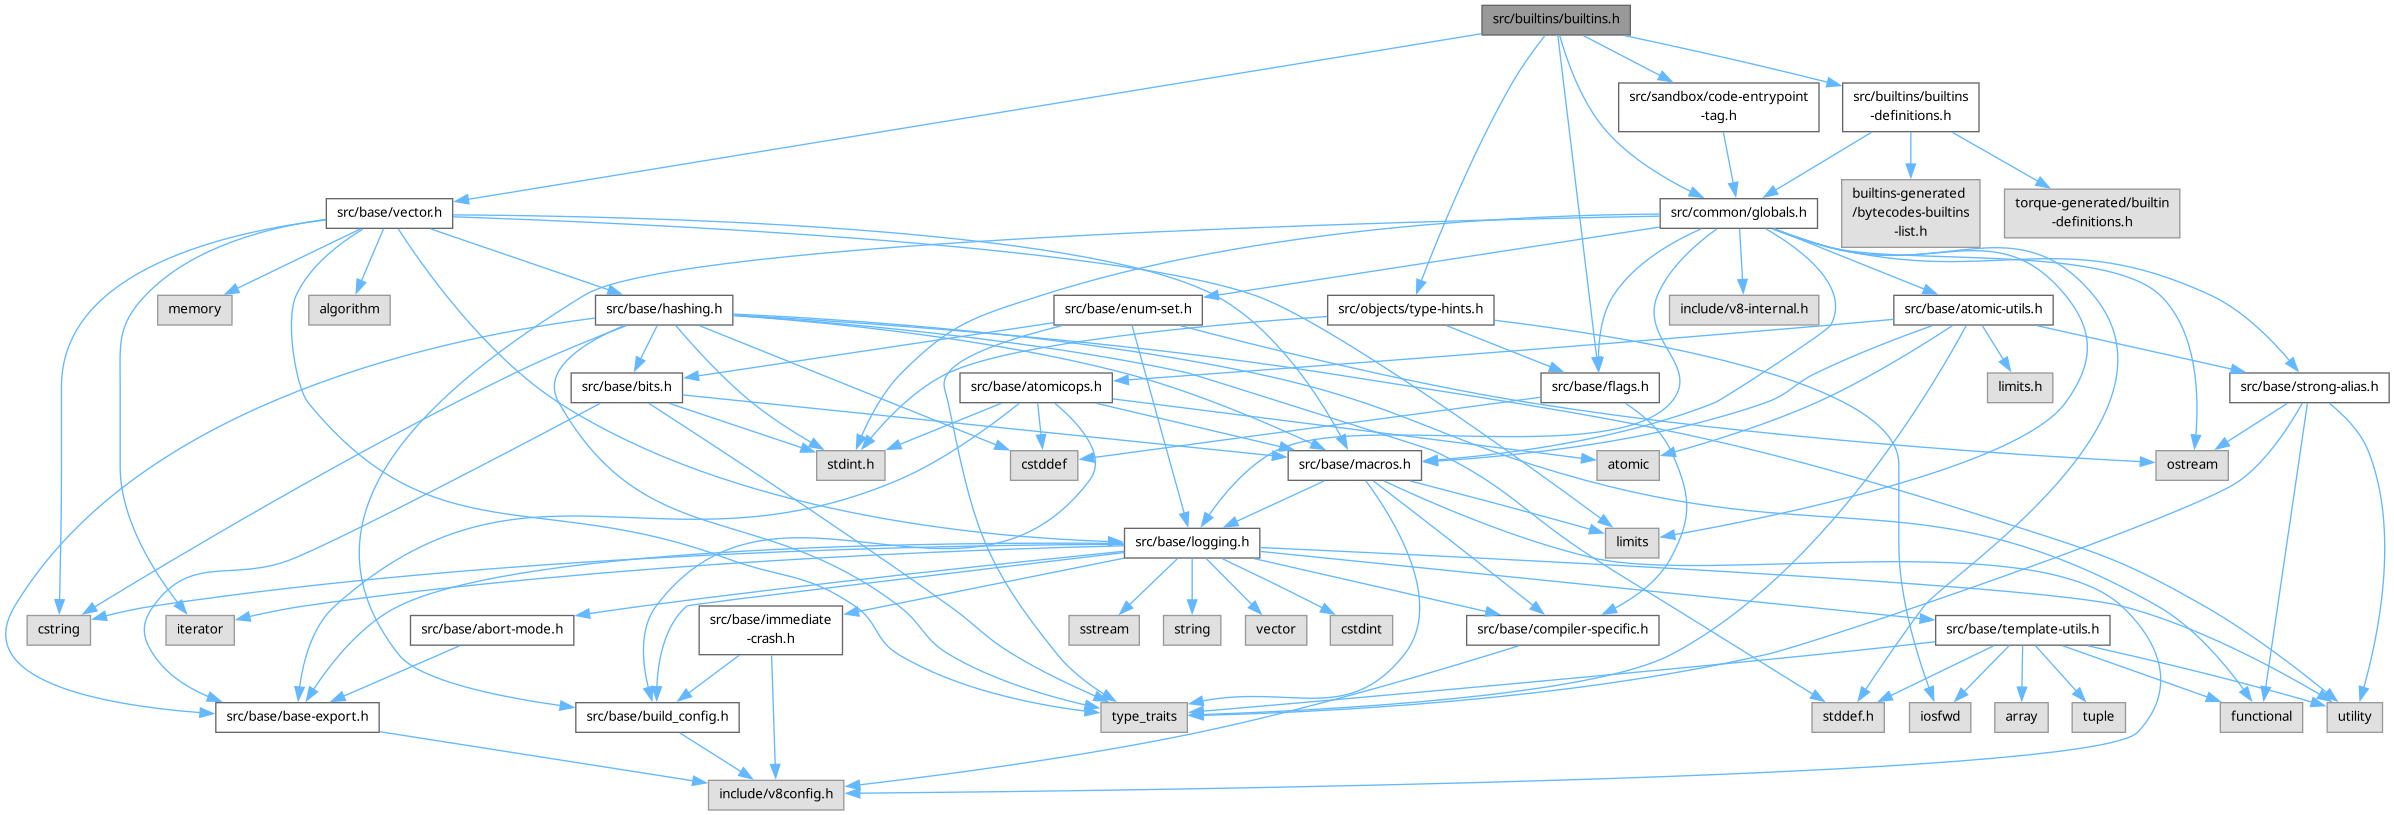 src/builtins/builtins.h
src/sandbox/code-entrypoint
-tag.h
src/builtins/builtins
-definitions.h
src/base/vector.h
src/common/globals.h
builtins-generated
/bytecodes-builtins
-list.h
torque-generated/builtin
-definitions.h
memory
algorithm
src/base/hashing.h
src/base/enum-set.h
src/objects/type-hints.h
include/v8-internal.h
src/base/atomic-utils.h
src/base/bits.h
src/base/atomicops.h
src/base/flags.h
limits.h
src/base/strong-alias.h
stdint.h
cstddef
src/base/macros.h
atomic
ostream
src/base/logging.h
limits
cstring
iterator
src/base/abort-mode.h
src/base/immediate
-crash.h
sstream
string
vector
cstdint
src/base/compiler-specific.h
src/base/template-utils.h
src/base/base-export.h
src/base/build_config.h
type_traits
stddef.h
iosfwd
array
tuple
functional
utility
include/v8config.h